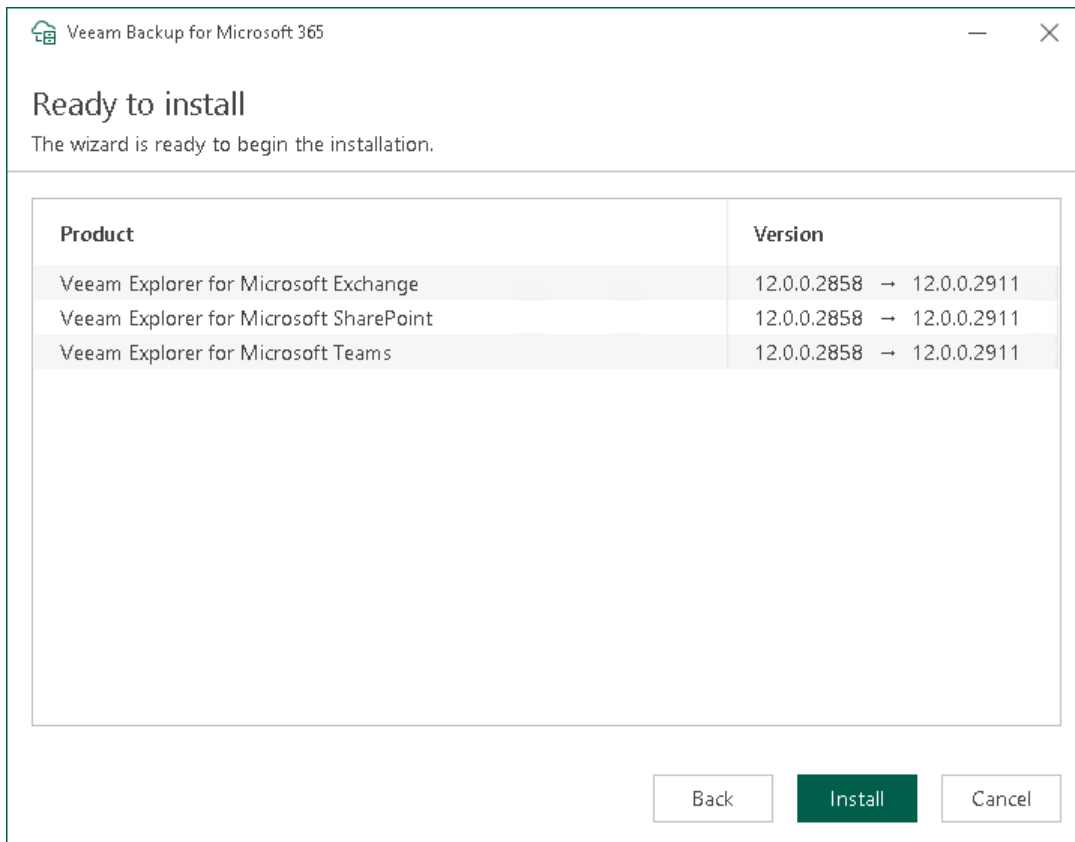 Veeam Backup for Microsoft 365
Ready to install
The wizard is ready to begin the installation.
Product Version
Veeam Explorer for Microsoft Exchange 12.0.0.2858 → 12.0.0.2911
Veeam Explorer for Microsoft SharePoint 12.0.0.2858 → 12.0.0.2911
Veeam Explorer for Microsoft Teams 12.0.0.2858 → 12.0.0.2911
Back Install Cancel